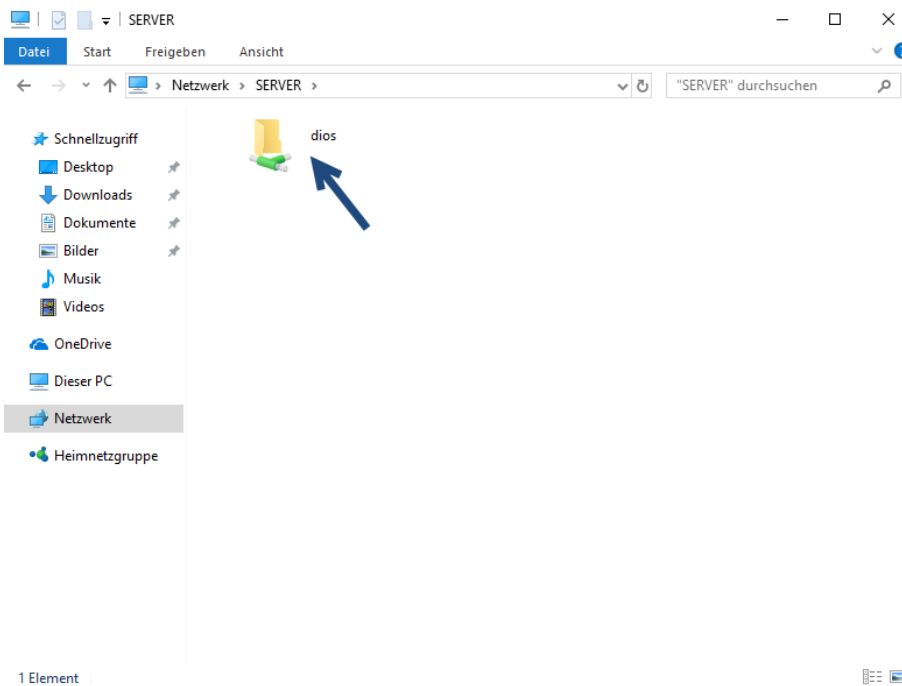 SERVER
Datei Start Freigeben Ansicht
Netzwerk > SERVER > "SERVER" durchsuchen
Schnellzugriff
Desktop
Downloads
Dokumente
Bilder
Musik
Videos
OneDrive
Dieser PC
Netzwerk
Heimnetzgruppe
dios
1 Element